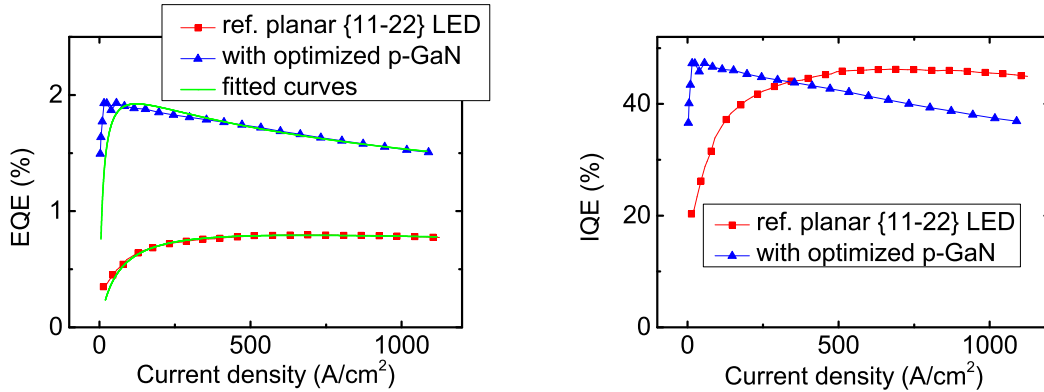 ref. planar {11-22} LED
with optimized p-GaN
fitted curves
2
1
0
EQE (%)
0
500
1000
Current density (A/cm²)
40
20
0
IQE (%)
ref. planar {11-22} LED
with optimized p-GaN
0
500
1000
Current density (A/cm²)